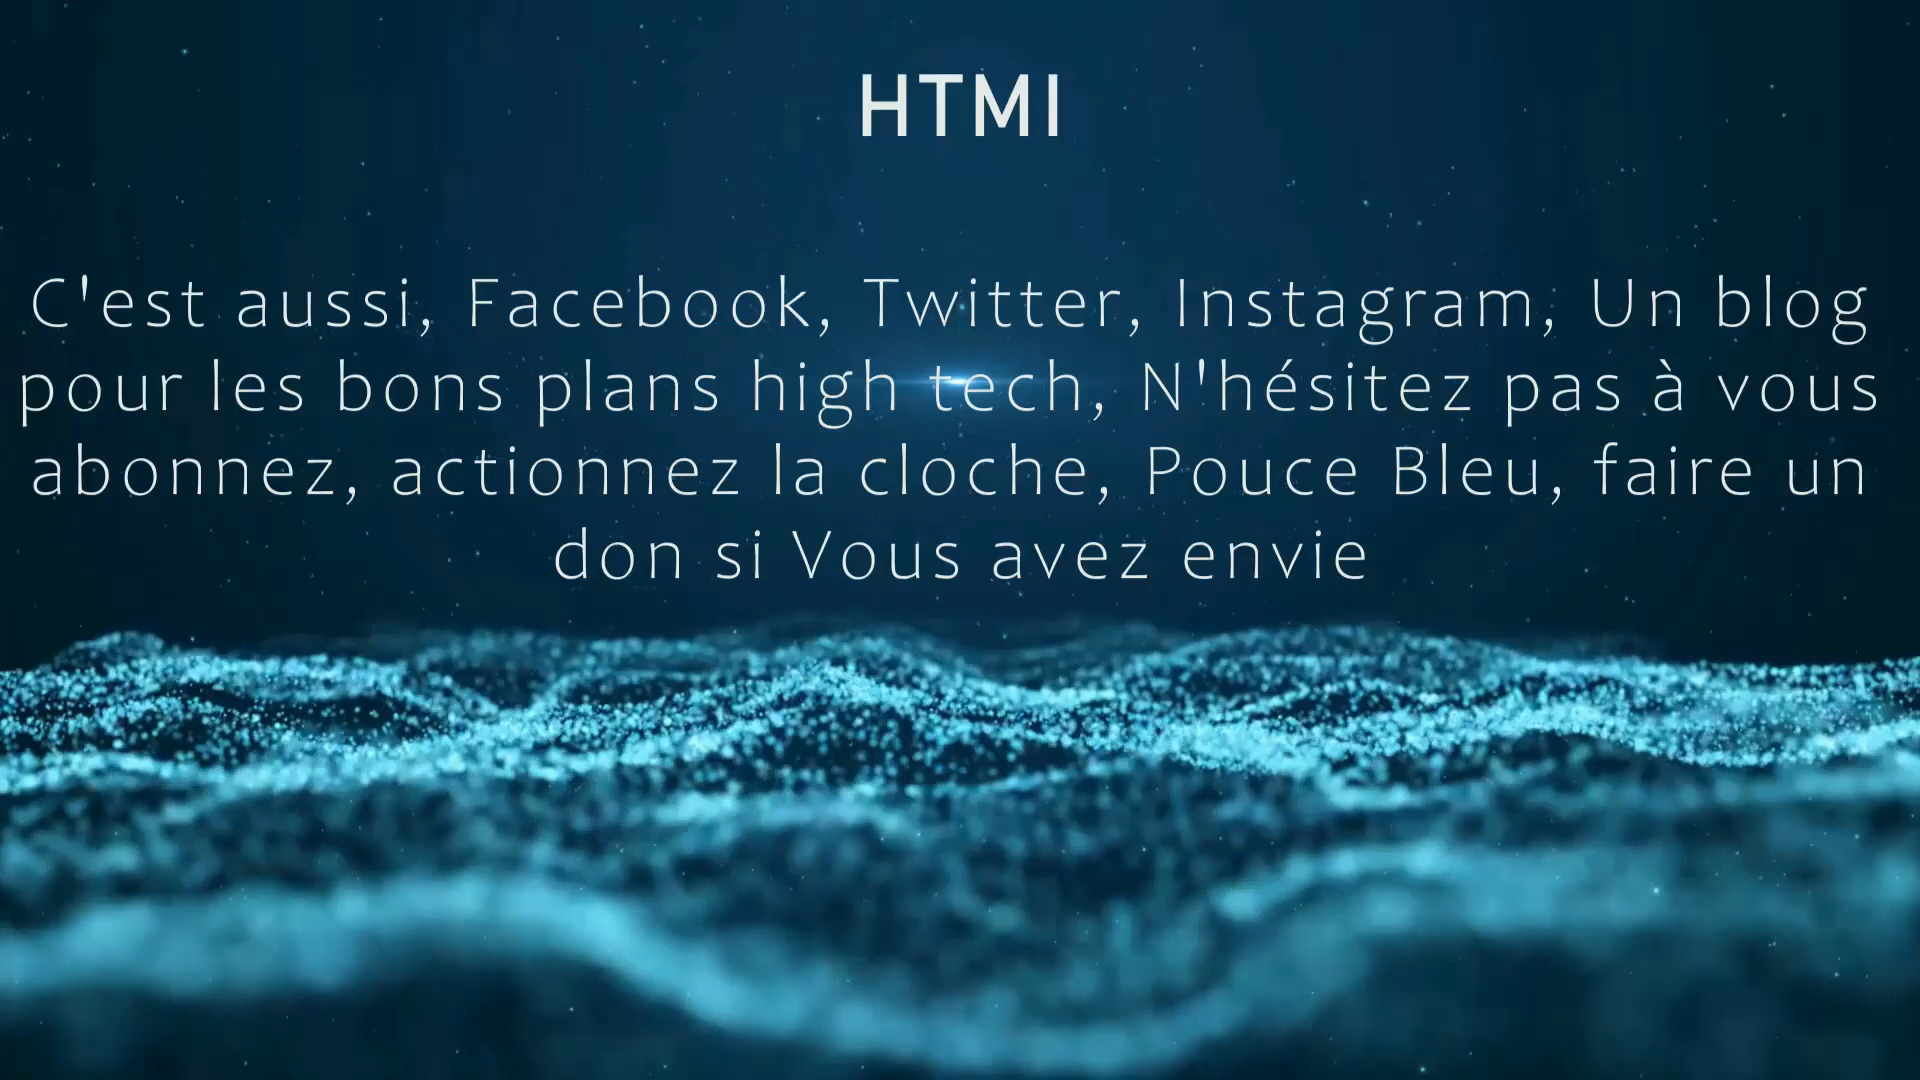 HTMI
C'est aussi, Facebook, Twitter, Instagram, Un blog
pour les bons plans high tech, N'hésitez pas à vous
abonnez, actionnez la cloche, Pouce Bleu, faire un
don si Vous avez envie